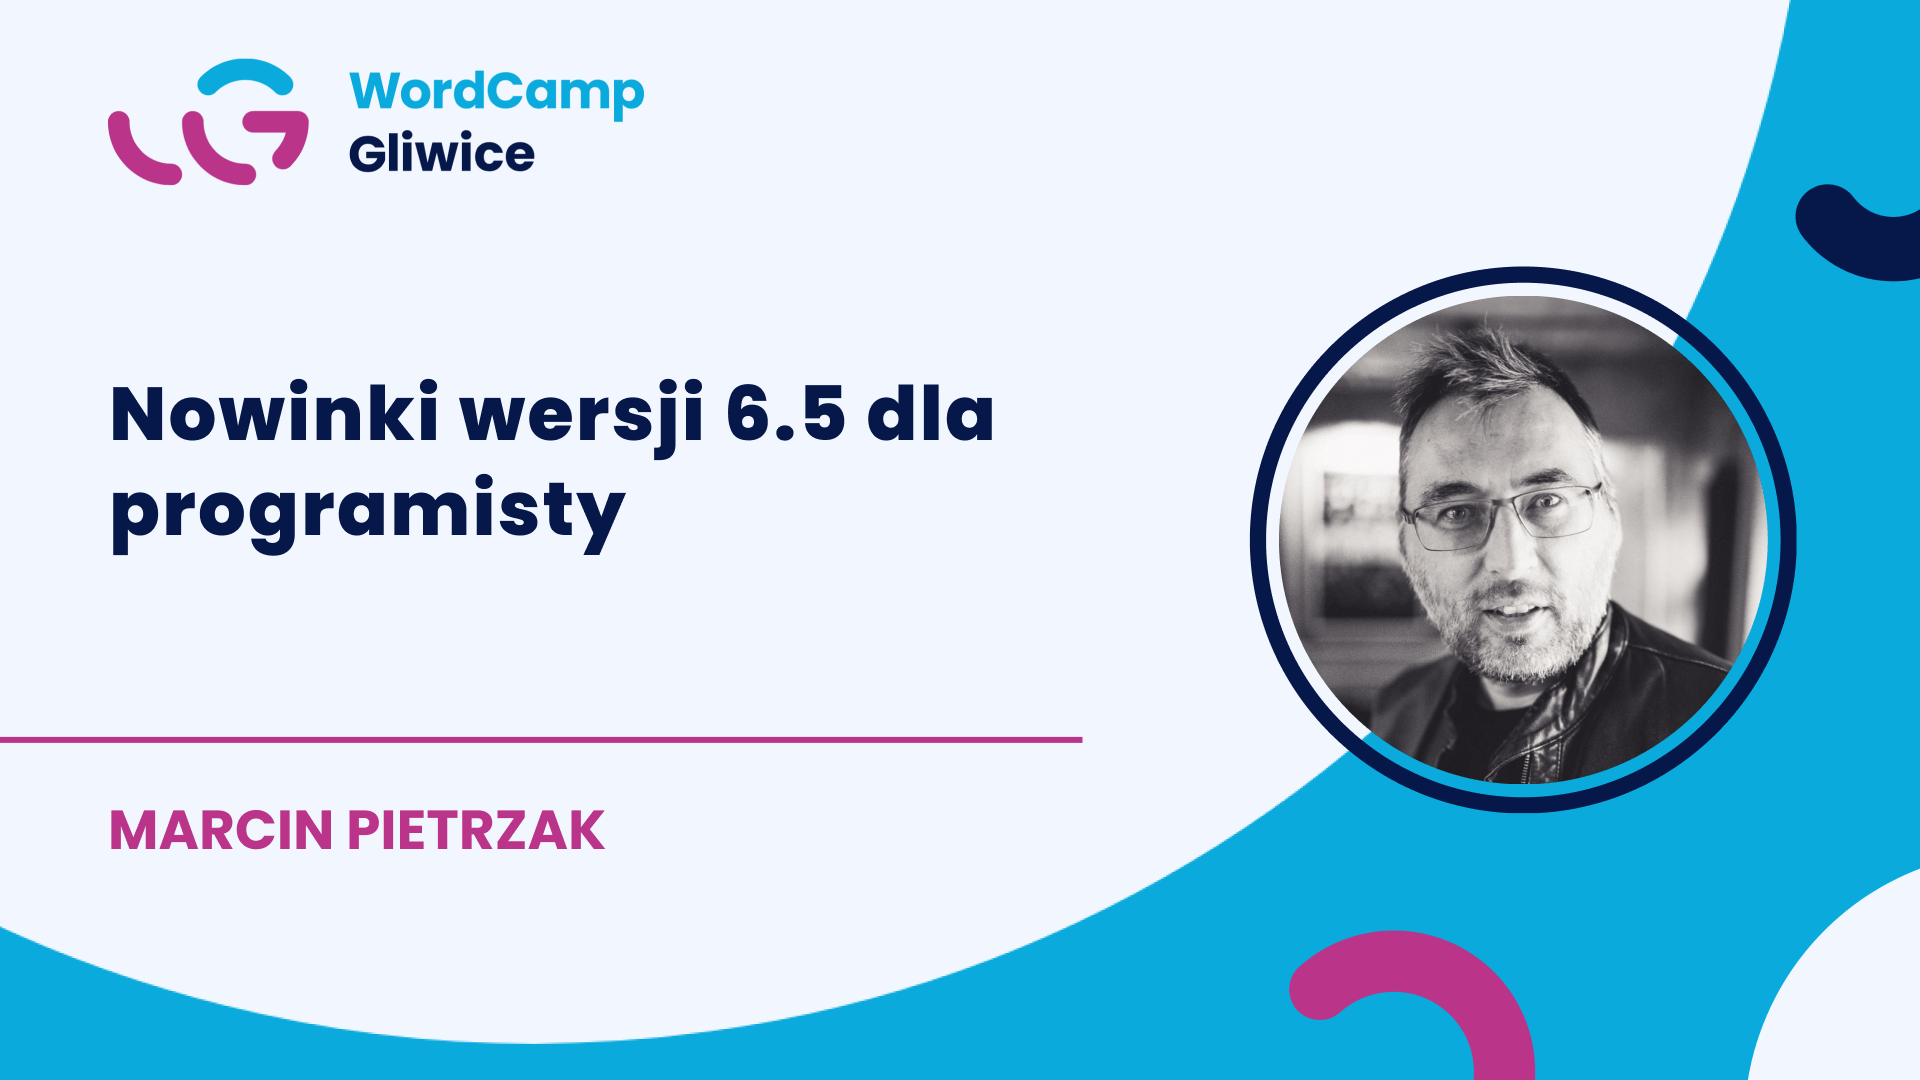 WordCamp
Gliwice
Nowinki wersji 6.5 dla
programisty
MARCIN PIETRZAK